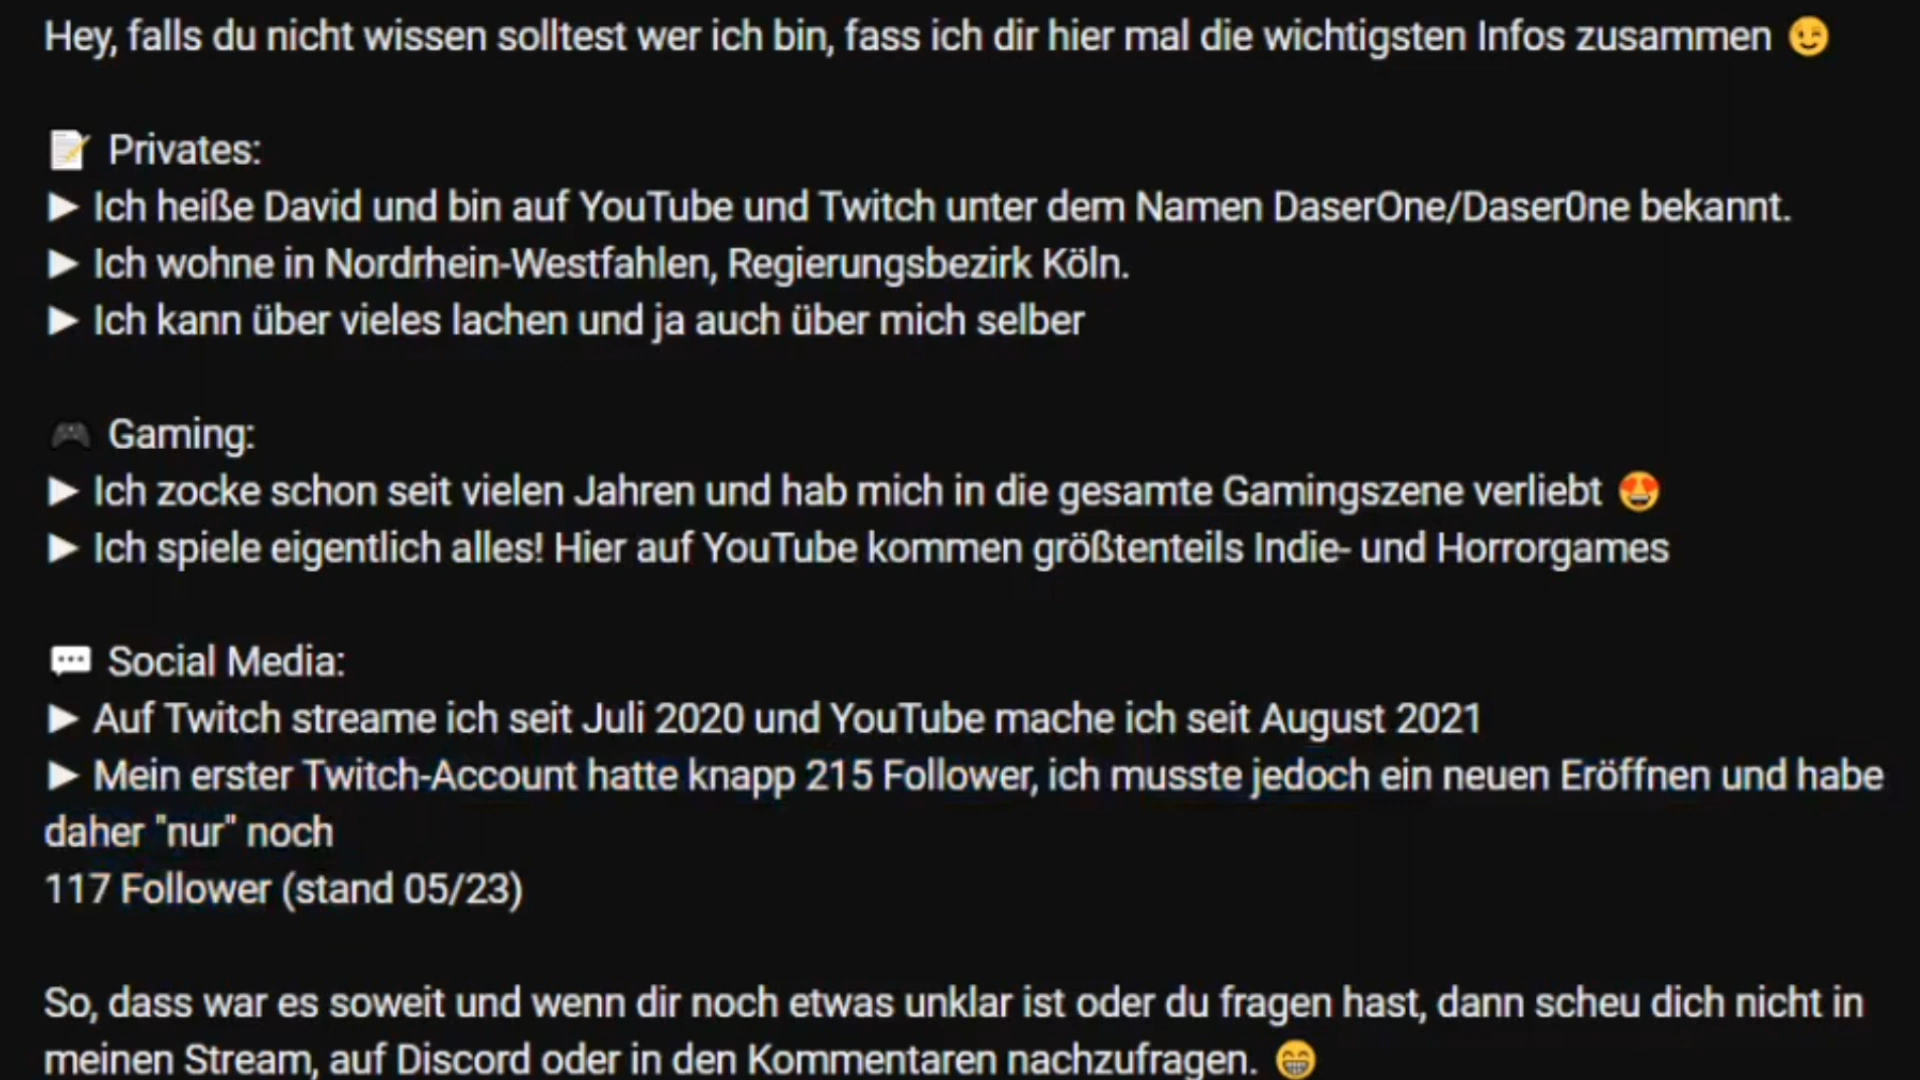 Hey, falls du nicht wissen solltest wer ich bin, fass ich dir hier mal die wichtigsten Infos zusammen 😉
📝 Privates:
► Ich heiße David und bin auf YouTube und Twitch unter dem Namen DaserOne/Daser0ne bekannt.
► Ich wohne in Nordrhein-Westfahlen, Regierungsbezirk Köln.
► Ich kann über vieles lachen und ja auch über mich selber
🎮 Gaming:
► Ich zocke schon seit vielen Jahren und hab mich in die gesamte Gamingszene verliebt 😍
► Ich spiele eigentlich alles! Hier auf YouTube kommen größtenteils Indie- und Horrorgames
💬 Social Media:
► Auf Twitch streame ich seit Juli 2020 und YouTube mache ich seit August 2021
► Mein erster Twitch-Account hatte knapp 215 Follower, ich musste jedoch ein neuen Eröffnen und habe
daher "nur" noch
117 Follower (stand 05/23)
So, dass war es soweit und wenn dir noch etwas unklar ist oder du fragen hast, dann scheu dich nicht in
meinen Stream, auf Discord oder in den Kommentaren nachzufragen. 😁